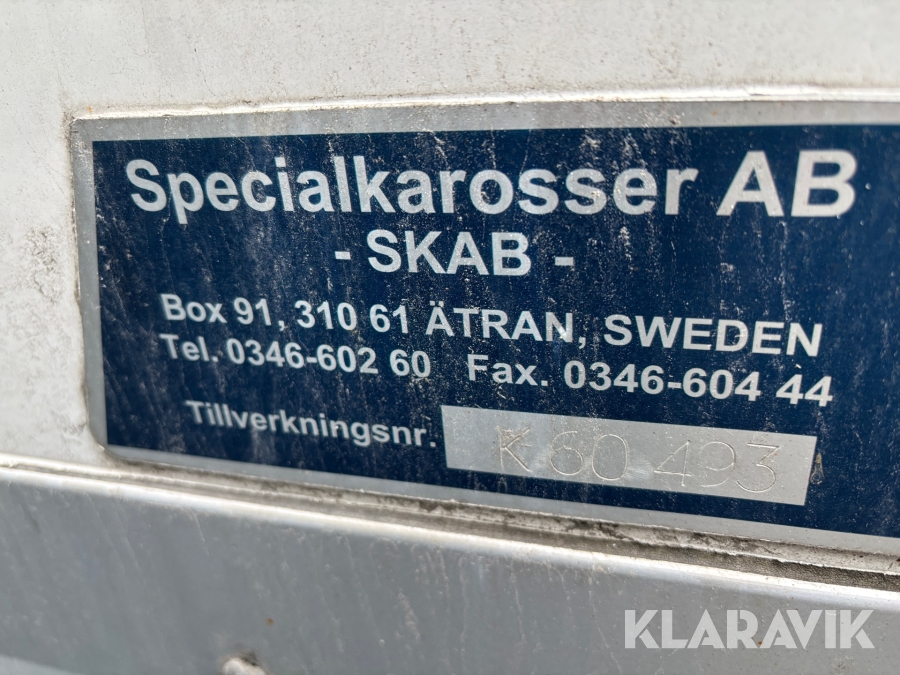 Specialkarosser AB
- SKAB -
Box 91, 310 61 ÄTRAN, SWEDEN
Tel. 0346-602 60 Fax. 0346-604 44
Tillverkningsnr. K 60 493
KLARAVIK